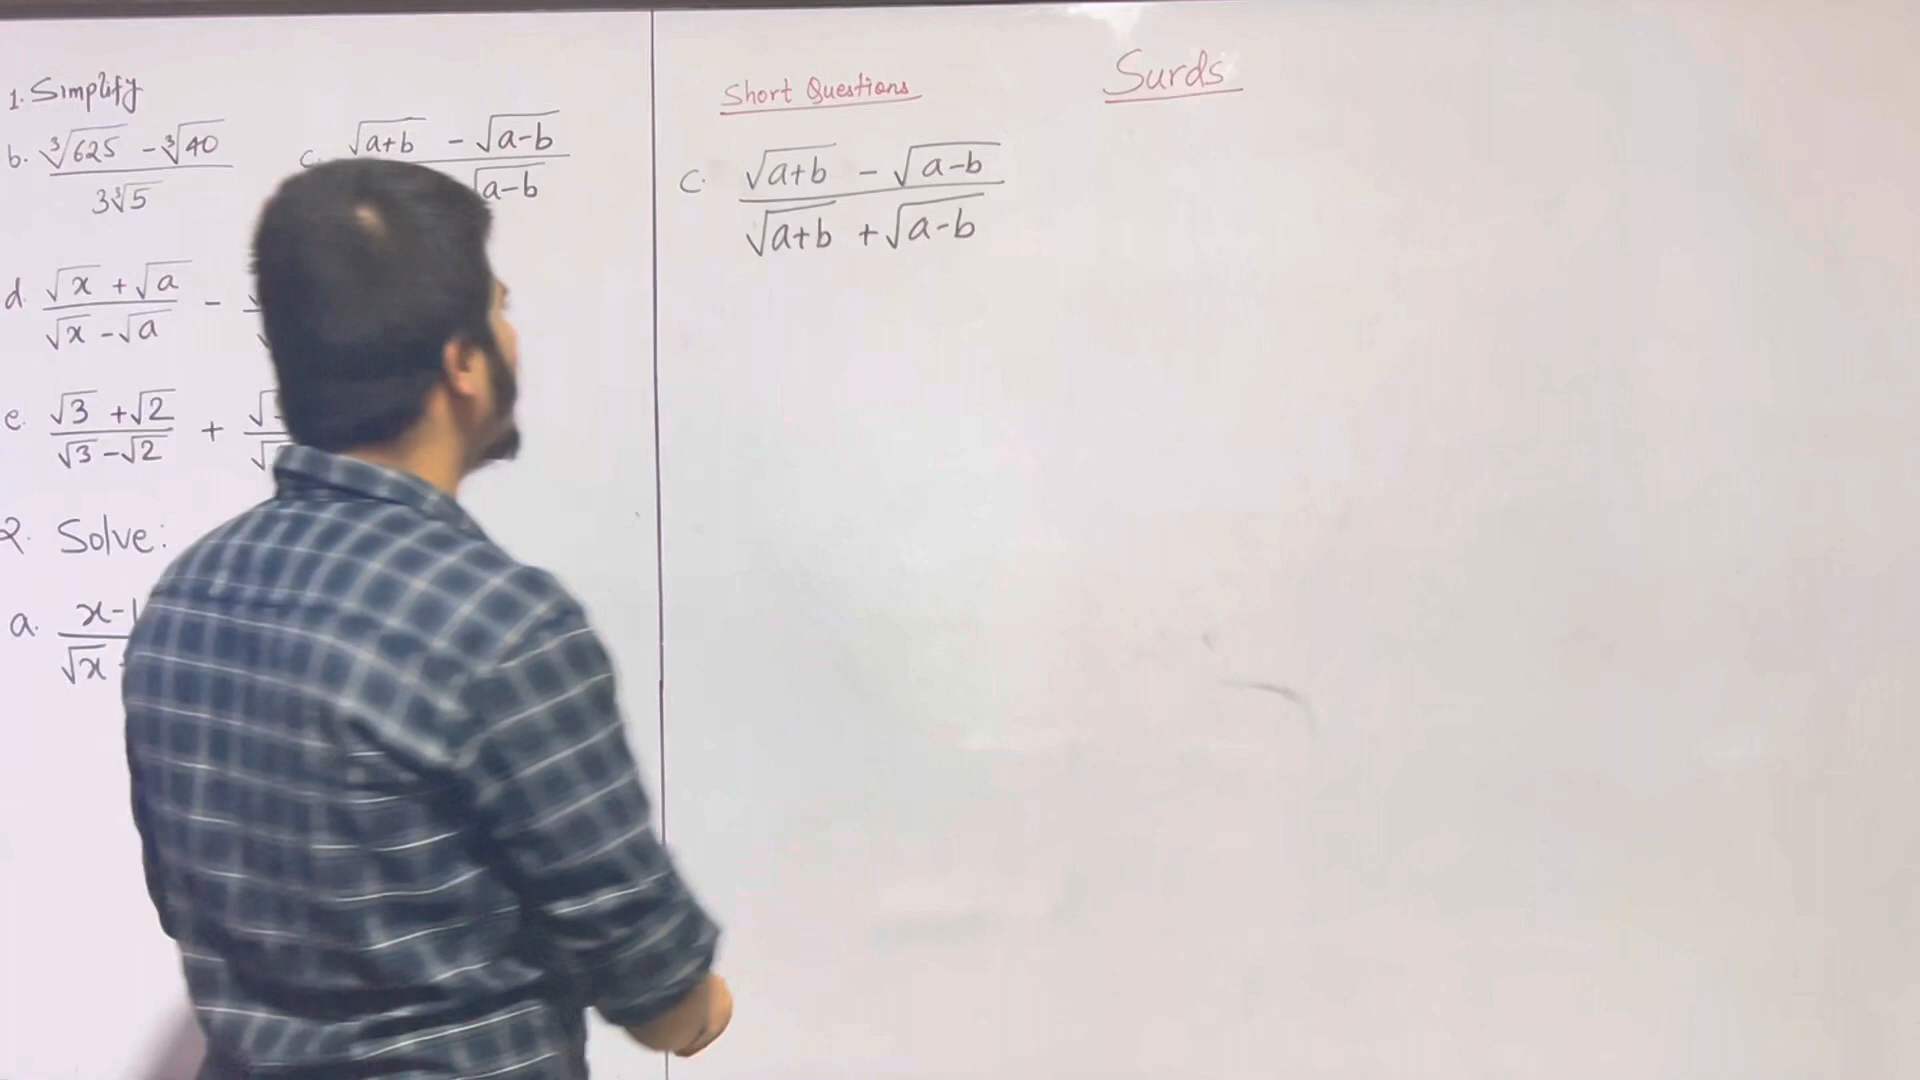 1. Simplify
b. (∛625 - ∛40) / 3∛5
c. (√a+b - √a-b) / √a-b
d. (√x + √a) / (√x - √a) -
e. (√3 + √2) / (√3 - √2) +
2. Solve:
a. x-1 / √x
Short Questions
Surds
c. (√a+b - √a-b) / (√a+b + √a-b)